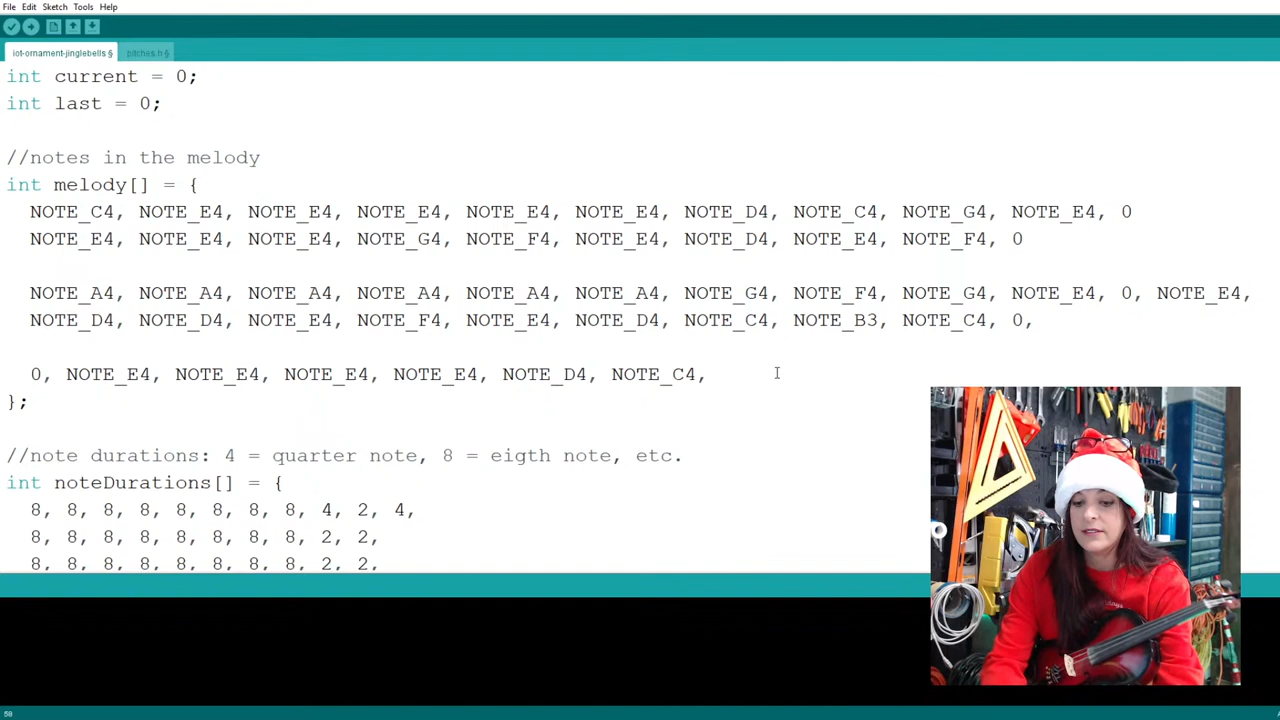 File Edit Sketch Tools Help
iot-ornament-jinglebells § pitches.h §
int current = 0;
int last = 0;
//notes in the melody
int melody[] = {
NOTE_C4, NOTE_E4, NOTE_E4, NOTE_E4, NOTE_E4, NOTE_E4, NOTE_D4, NOTE_C4, NOTE_G4, NOTE_E4, 0
NOTE_E4, NOTE_E4, NOTE_E4, NOTE_G4, NOTE_F4, NOTE_E4, NOTE_D4, NOTE_E4, NOTE_F4, 0
NOTE_A4, NOTE_A4, NOTE_A4, NOTE_A4, NOTE_A4, NOTE_A4, NOTE_G4, NOTE_F4, NOTE_G4, NOTE_E4, 0, NOTE_E4,
NOTE_D4, NOTE_D4, NOTE_E4, NOTE_F4, NOTE_E4, NOTE_D4, NOTE_C4, NOTE_B3, NOTE_C4, 0,
0, NOTE_E4, NOTE_E4, NOTE_E4, NOTE_E4, NOTE_D4, NOTE_C4,
};
//note durations: 4 = quarter note, 8 = eigth note, etc.
int noteDurations[] = {
8, 8, 8, 8, 8, 8, 8, 8, 4, 2, 4,
8, 8, 8, 8, 8, 8, 8, 8, 2, 2,
8, 8, 8, 8, 8, 8, 8, 8, 2, 2,
58